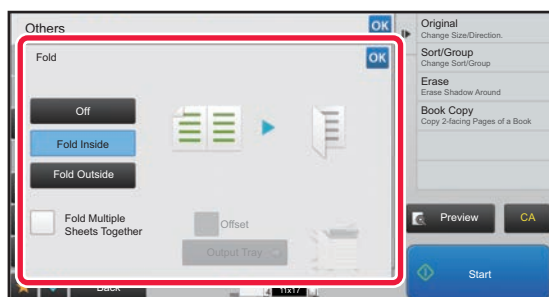 Others
OK
Fold
OK
Off
Fold Inside
Fold Outside
Fold Multiple
Sheets Together
Offset
Output Tray
Back
11x17
Original
Change Size/Direction.
Sort/Group
Change Sort/Group
Erase
Erase Shadow Around
Book Copy
Copy 2-facing Pages of a Book
Preview
CA
Start